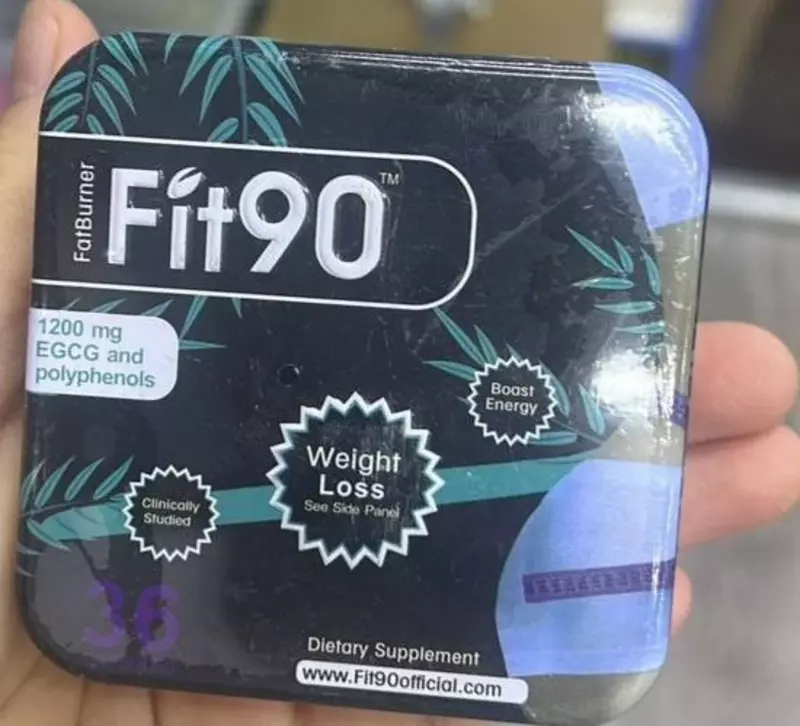 FatBurner
Fit90™
1200 mg
EGCG and
polyphenols
Boast
Energy
Weight
Loss
See Side Panel
Clinically
Studied
36
Dietary Supplement
www.Fit90official.com